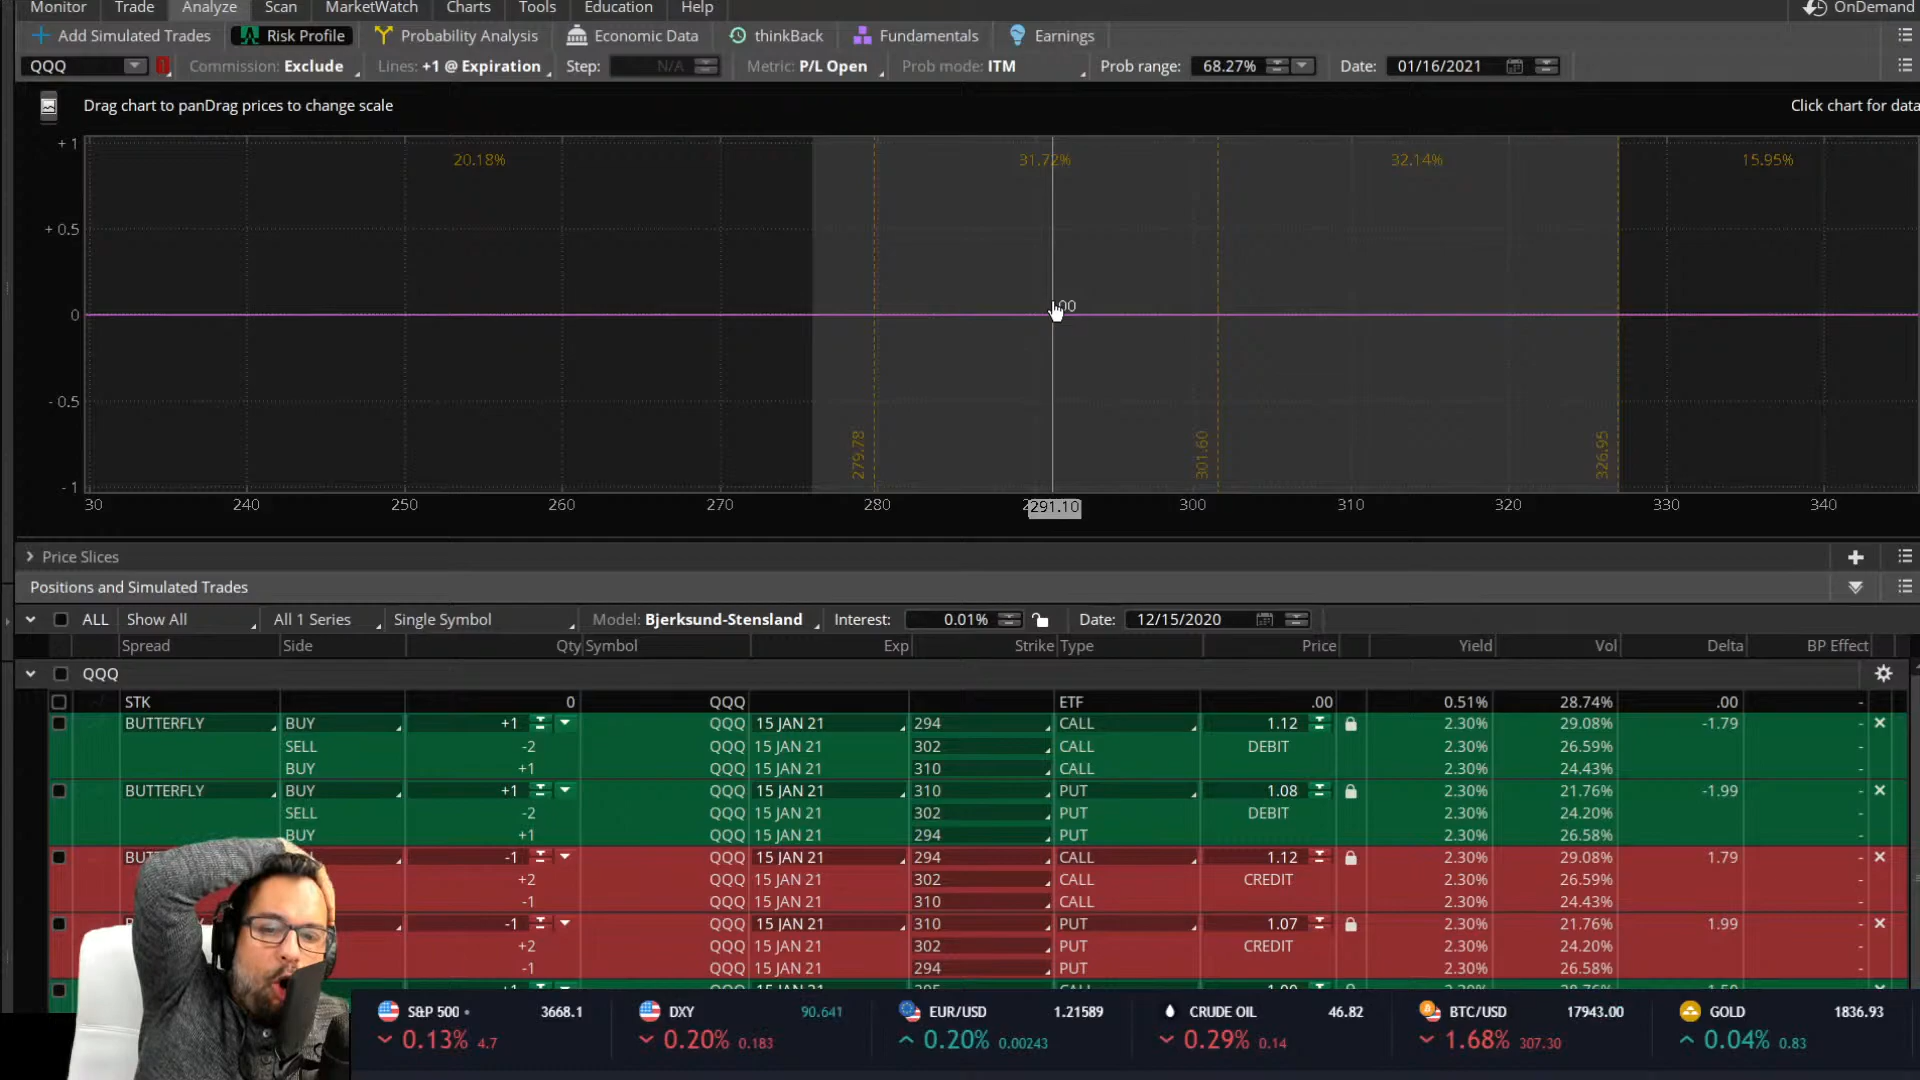 Monitor Trade Analyze Scan MarketWatch Charts Tools Education Help OnDemand
Add Simulated Trades Risk Profile Probability Analysis Economic Data thinkBack Fundamentals Earnings
QQQ Commission: Exclude Lines: +1 @ Expiration Step: N/A Metric: P/L Open Prob mode: ITM Prob range: 68.27% Date: 01/16/2021
Drag chart to panDrag prices to change scale Click chart for data
+ 1
20.18% 31.72% 32.14% 15.95%
+ 0.5
.00
0
- 0.5
279.78 301.60 326.95
- 1
30 240 250 260 270 280 291.10 300 310 320 330 340
Price Slices
Positions and Simulated Trades
ALL Show All All 1 Series Single Symbol Model: Bjerksund-Stensland Interest: 0.01% Date: 12/15/2020
Spread Side Qty Symbol Exp Strike Type Price Yield Vol Delta BP Effect
QQQ
STK 0 QQQ ETF .00 0.51% 28.74% .00 -
BUTTERFLY BUY +1 QQQ 15 JAN 21 294 CALL 1.12 2.30% 29.08% -1.79 -
SELL -2 QQQ 15 JAN 21 302 CALL DEBIT 2.30% 26.59%
BUY +1 QQQ 15 JAN 21 310 CALL 2.30% 24.43%
BUTTERFLY BUY +1 QQQ 15 JAN 21 310 PUT 1.08 2.30% 21.76% -1.99 -
SELL -2 QQQ 15 JAN 21 302 PUT DEBIT 2.30% 24.20%
BUY +1 QQQ 15 JAN 21 294 PUT 2.30% 26.58%
-1 QQQ 15 JAN 21 294 CALL 1.12 2.30% 29.08% 1.79 -
+2 QQQ 15 JAN 21 302 CALL CREDIT 2.30% 26.59%
-1 QQQ 15 JAN 21 310 CALL 2.30% 24.43%
-1 QQQ 15 JAN 21 310 PUT 1.07 2.30% 21.76% 1.99 -
+2 QQQ 15 JAN 21 302 PUT CREDIT 2.30% 24.20%
-1 QQQ 15 JAN 21 294 PUT 2.30% 26.58%
S&P 500 3668.1 DXY 90.641 EUR/USD 1.21589 CRUDE OIL 46.82 BTC/USD 17943.00 GOLD 1836.93
0.13% 4.7 0.20% 0.183 0.20% 0.00243 0.29% 0.14 1.68% 307.30 0.04% 0.83